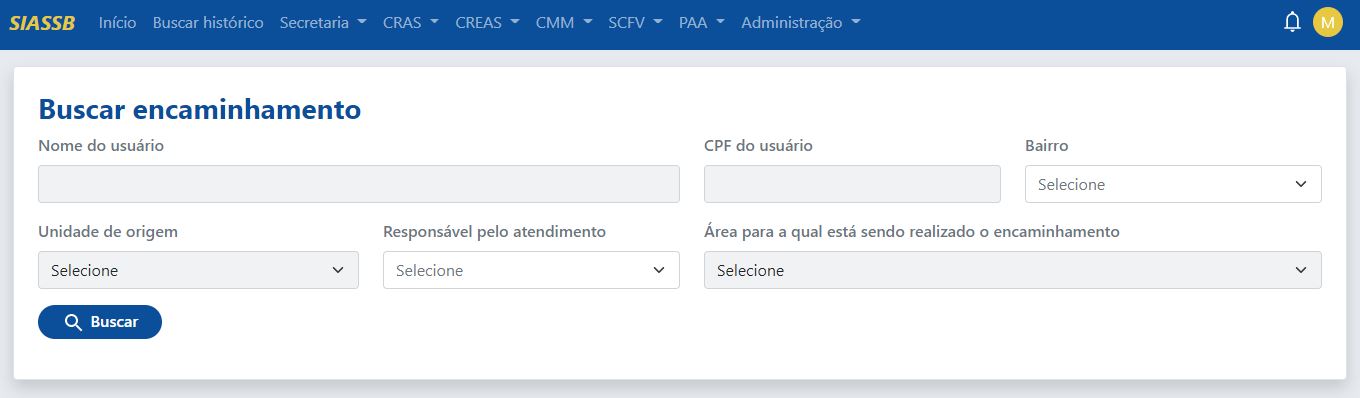 SIASSB Início Buscar histórico Secretaria CRAS CREAS CMM SCFV PAA Administração M
Buscar encaminhamento
Nome do usuário CPF do usuário Bairro
Selecione
Unidade de origem Responsável pelo atendimento Área para a qual está sendo realizado o encaminhamento
Selecione Selecione Selecione
Buscar